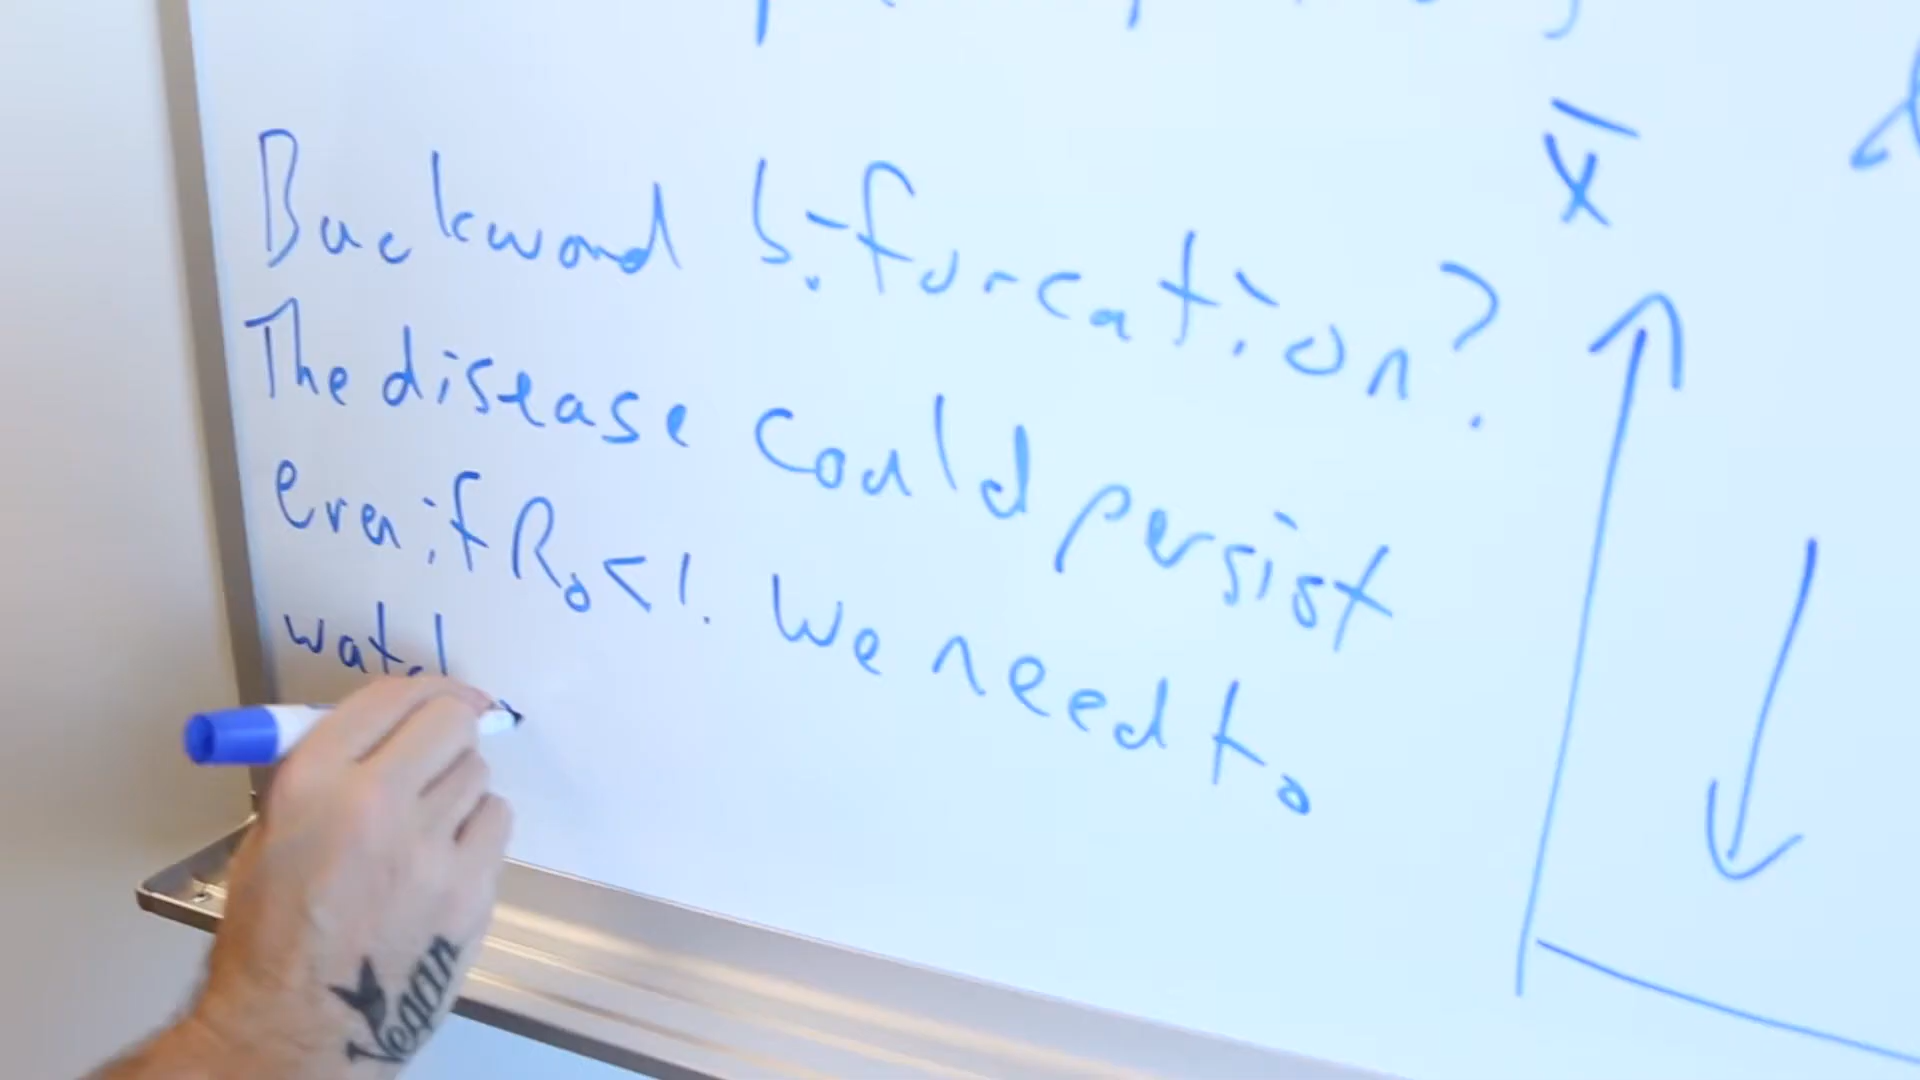 Backward bifurcation?
The disease could persist
even if R₀<1. We need to
watch
x̄
Vegan